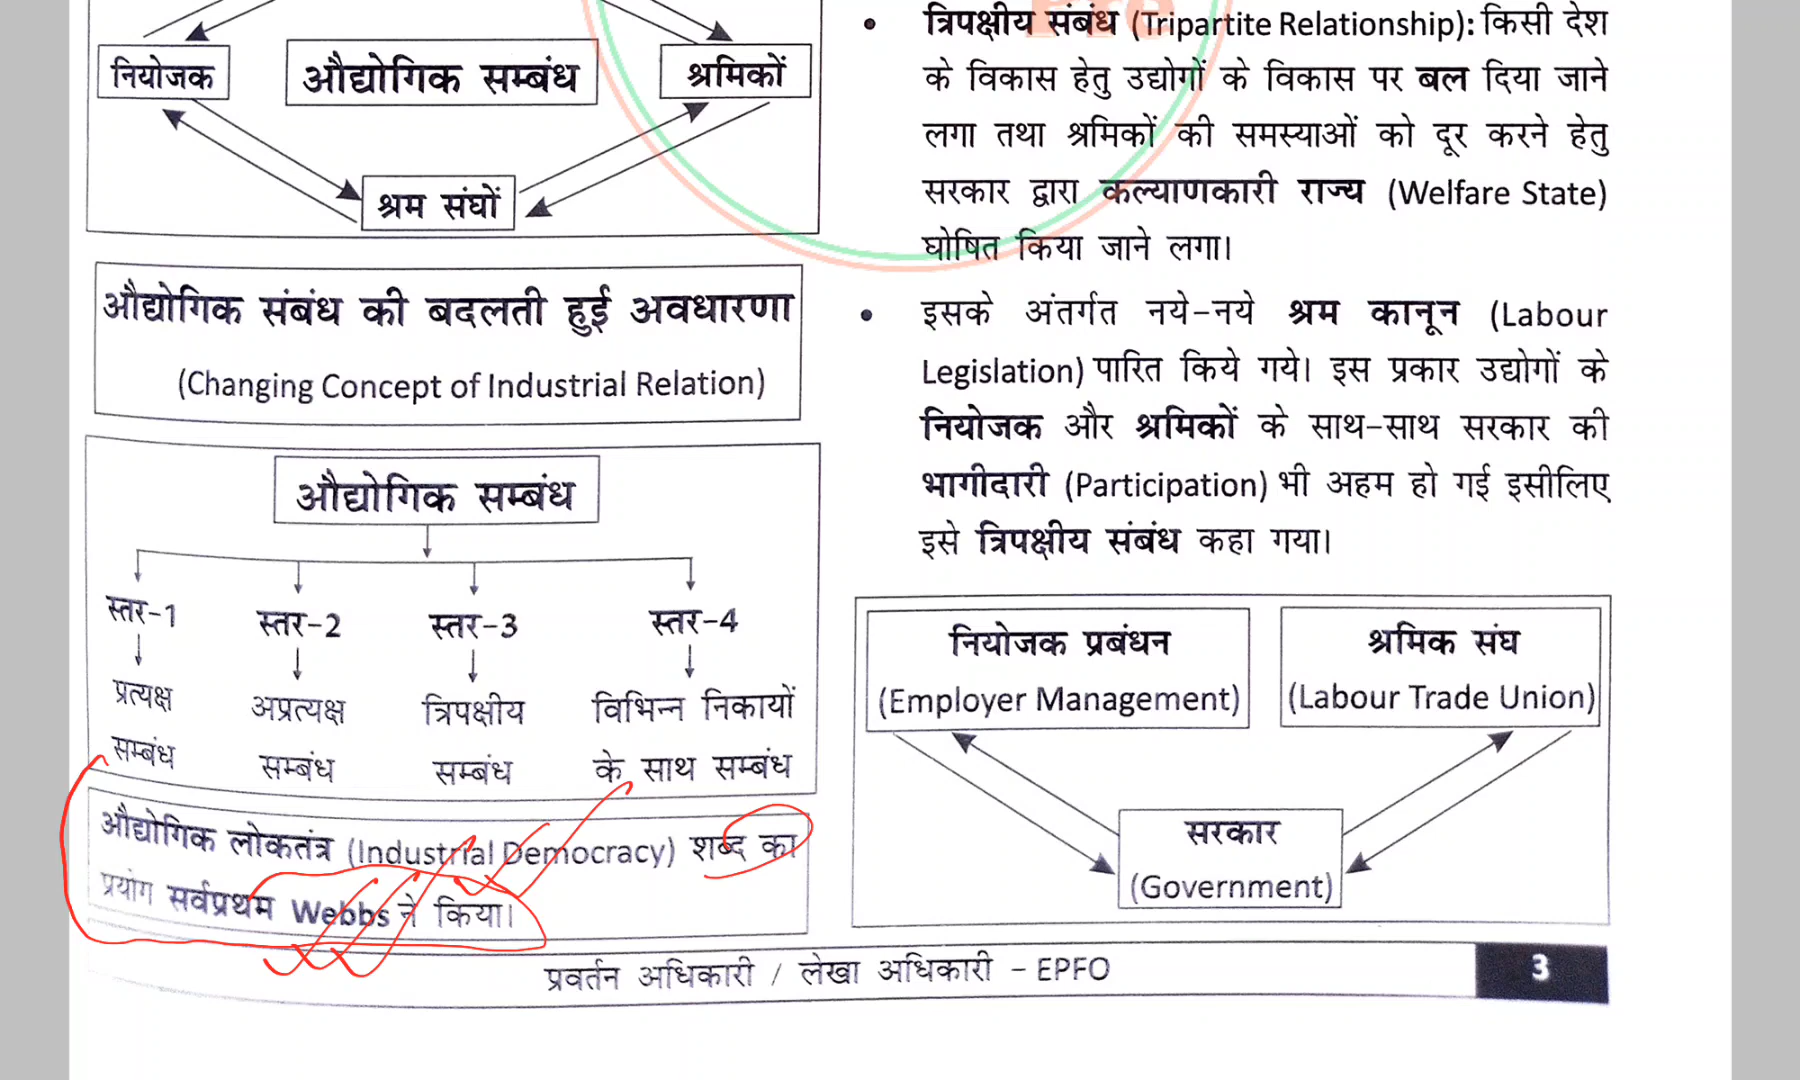 नियोजक
औद्योगिक सम्बंध
श्रमिकों
श्रम संघों
औद्योगिक संबंध की बदलती हुई अवधारणा
(Changing Concept of Industrial Relation)
औद्योगिक सम्बंध
स्तर-1 स्तर-2 स्तर-3 स्तर-4
प्रत्यक्ष अप्रत्यक्ष त्रिपक्षीय विभिन्न निकायों
सम्बंध सम्बंध सम्बंध के साथ सम्बंध
औद्योगिक लोकतंत्र (Industrial Democracy) शब्द का
प्रयोग सर्वप्रथम Webbs ने किया।
• त्रिपक्षीय संबंध (Tripartite Relationship): किसी देश
के विकास हेतु उद्योगों के विकास पर बल दिया जाने
लगा तथा श्रमिकों की समस्याओं को दूर करने हेतु
सरकार द्वारा कल्याणकारी राज्य (Welfare State)
घोषित किया जाने लगा।
• इसके अंतर्गत नये-नये श्रम कानून (Labour
Legislation) पारित किये गये। इस प्रकार उद्योगों के
नियोजक और श्रमिकों के साथ-साथ सरकार की
भागीदारी (Participation) भी अहम हो गई इसीलिए
इसे त्रिपक्षीय संबंध कहा गया।
नियोजक प्रबंधन
(Employer Management)
श्रमिक संघ
(Labour Trade Union)
सरकार
(Government)
प्रवर्तन अधिकारी / लेखा अधिकारी - EPFO
3